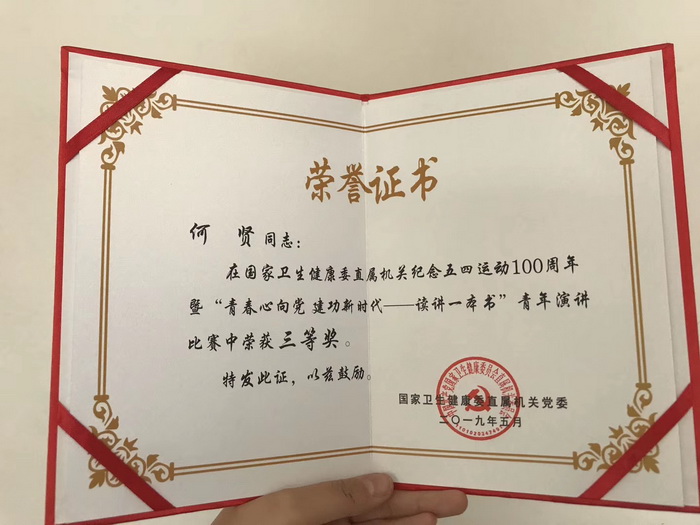 荣誉证书
何 贤同志：
在国家卫生健康委直属机关纪念五四运动100周年
暨“青春心向党 建功新时代——读讲一本书”青年演讲
比赛中荣获三等奖。
特发此证，以兹鼓励。
国家卫生健康委直属机关党委
二〇一九年五月